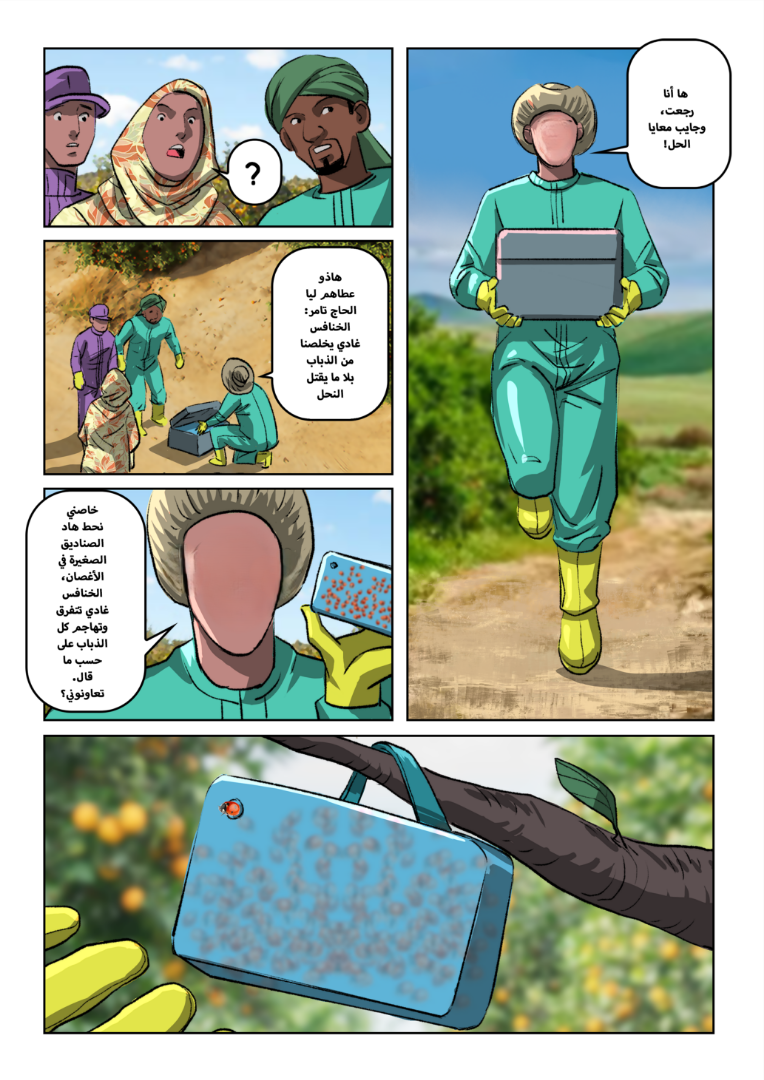 ها أنا
رجعت،
وجايب معايا
الحل!
?
هاذو
عطاهم ليا
الحاج تامر:
الخنافس
غادي يخلصنا
من الذباب
بلا ما يقتل
النحل
خاصني
نحط هاد
الصناديق
الصغيرة في
الأغصان،
الخنافس
غادي تتفرق
وتهاجم كل
الذباب على
حسب ما
قال.
تعاونوني؟